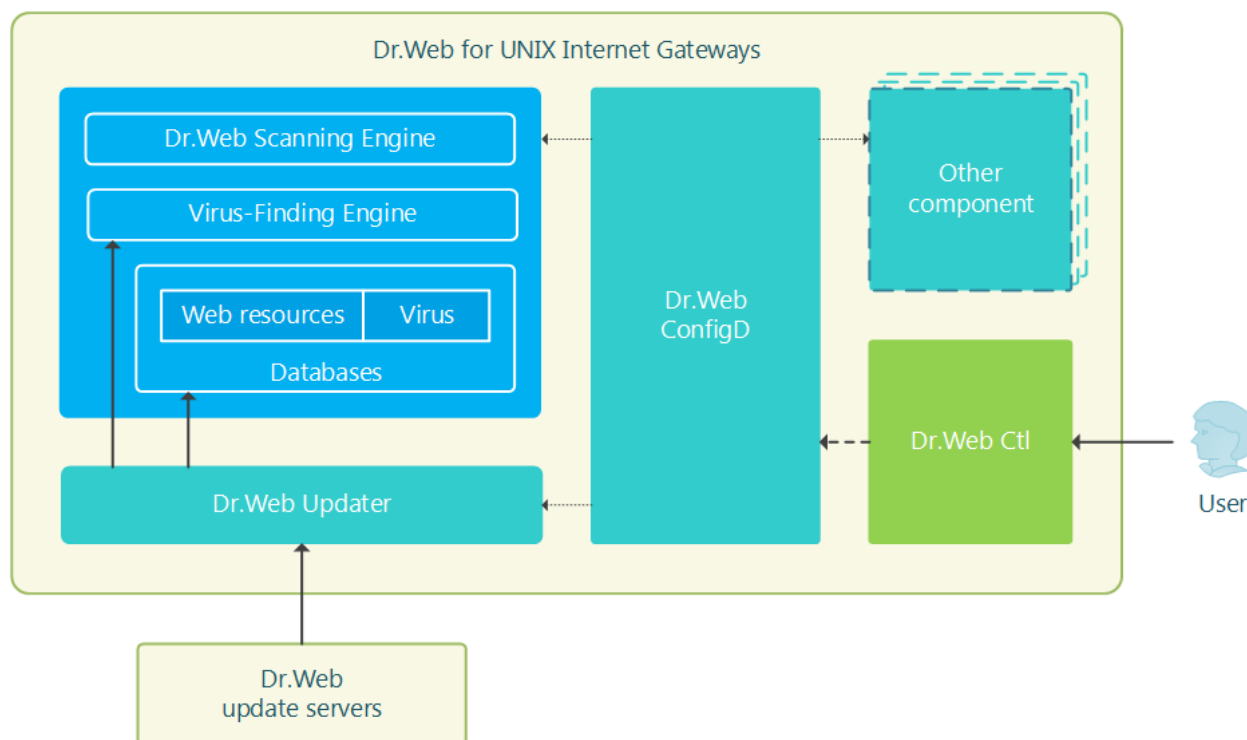 Dr.Web for UNIX Internet Gateways
Dr.Web Scanning Engine
Virus-Finding Engine
Web resources
Virus
Databases
Dr.Web
ConfigD
Other
component
Dr.Web Ctl
User
Dr.Web Updater
Dr.Web
update servers